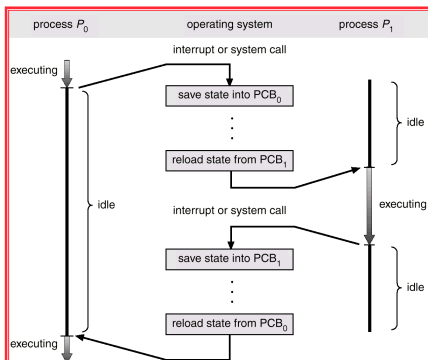 process P0 operating system process P1
interrupt or system call
executing
save state into PCB0
idle
reload state from PCB1
idle
interrupt or system call
executing
save state into PCB1
idle
reload state from PCB0
executing